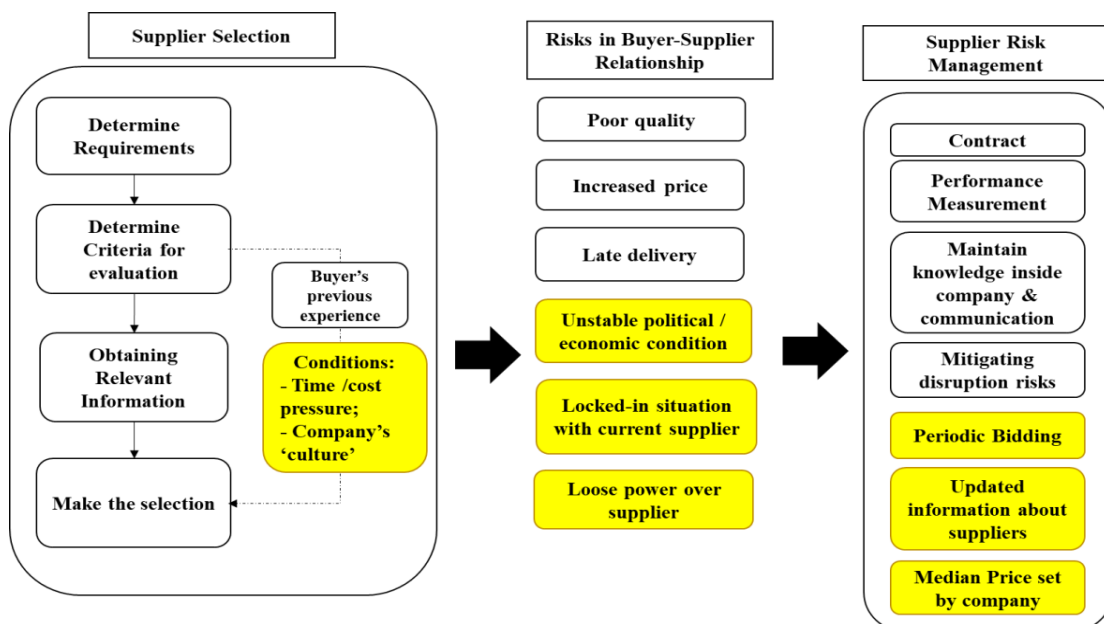 Supplier Selection
Determine
Requirements
Determine
Criteria for
evaluation
Obtaining
Relevant
Information
Make the selection
Buyer's
previous
experience
Conditions:
- Time /cost
pressure;
- Company's
'culture'
Risks in Buyer-Supplier
Relationship
Poor quality
Increased price
Late delivery
Unstable political /
economic condition
Locked-in situation
with current supplier
Loose power over
supplier
Supplier Risk
Management
Contract
Performance
Measurement
Maintain
knowledge inside
company &
communication
Mitigating
disruption risks
Periodic Bidding
Updated
information about
suppliers
Median Price set
by company